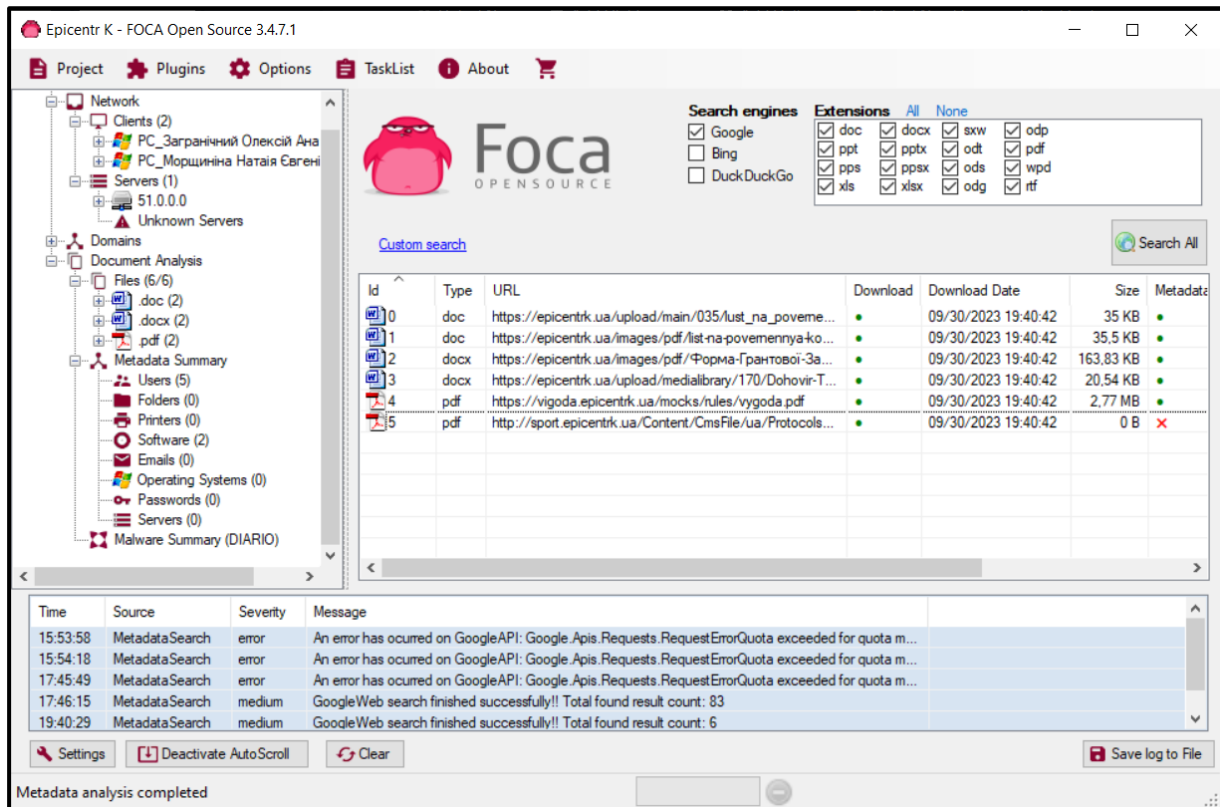 Epicentr K - FOCA Open Source 3.4.7.1
Project Plugins Options TaskList About
Network
Clients (2)
PC_Загранічний Олексій Ана
PC_Морщиніна Натаія Євгені
Servers (1)
51.0.0.0
Unknown Servers
Domains
Document Analysis
Files (6/6)
.doc (2)
.docx (2)
.pdf (2)
Metadata Summary
Users (5)
Folders (0)
Printers (0)
Software (2)
Emails (0)
Operating Systems (0)
Passwords (0)
Servers (0)
Malware Summary (DIARIO)
Foca
OPENSOURCE
Search engines
Google
Bing
DuckDuckGo
Extensions All None
doc docx sxw odp
ppt pptx odt pdf
pps ppsx ods wpd
xls xlsx odg rtf
Custom search
Search All
Id Type URL Download Download Date Size Metadata
0 doc https://epicentrk.ua/upload/main/035/lust_na_poverne... 09/30/2023 19:40:42 35 KB
1 doc https://epicentrk.ua/images/pdf/list-na-povernennya-ko... 09/30/2023 19:40:42 35,5 KB
2 docx https://epicentrk.ua/images/pdf/Форма-Грантової-За... 09/30/2023 19:40:42 163,83 KB
3 docx https://epicentrk.ua/upload/medialibrary/170/Dohovir-T... 09/30/2023 19:40:42 20,54 KB
4 pdf https://vigoda.epicentrk.ua/mocks/rules/vygoda.pdf 09/30/2023 19:40:42 2,77 MB
5 pdf http://sport.epicentrk.ua/Content/CmsFile/ua/Protocols... 09/30/2023 19:40:42 0 B
Time Source Severity Message
15:53:58 MetadataSearch error An error has ocurred on GoogleAPI: Google.Apis.Requests.RequestErrorQuota exceeded for quota m...
15:54:18 MetadataSearch error An error has ocurred on GoogleAPI: Google.Apis.Requests.RequestErrorQuota exceeded for quota m...
17:45:49 MetadataSearch error An error has ocurred on GoogleAPI: Google.Apis.Requests.RequestErrorQuota exceeded for quota m...
17:46:15 MetadataSearch medium GoogleWeb search finished successfully!! Total found result count: 83
19:40:29 MetadataSearch medium GoogleWeb search finished successfully!! Total found result count: 6
Settings Deactivate AutoScroll Clear Save log to File
Metadata analysis completed